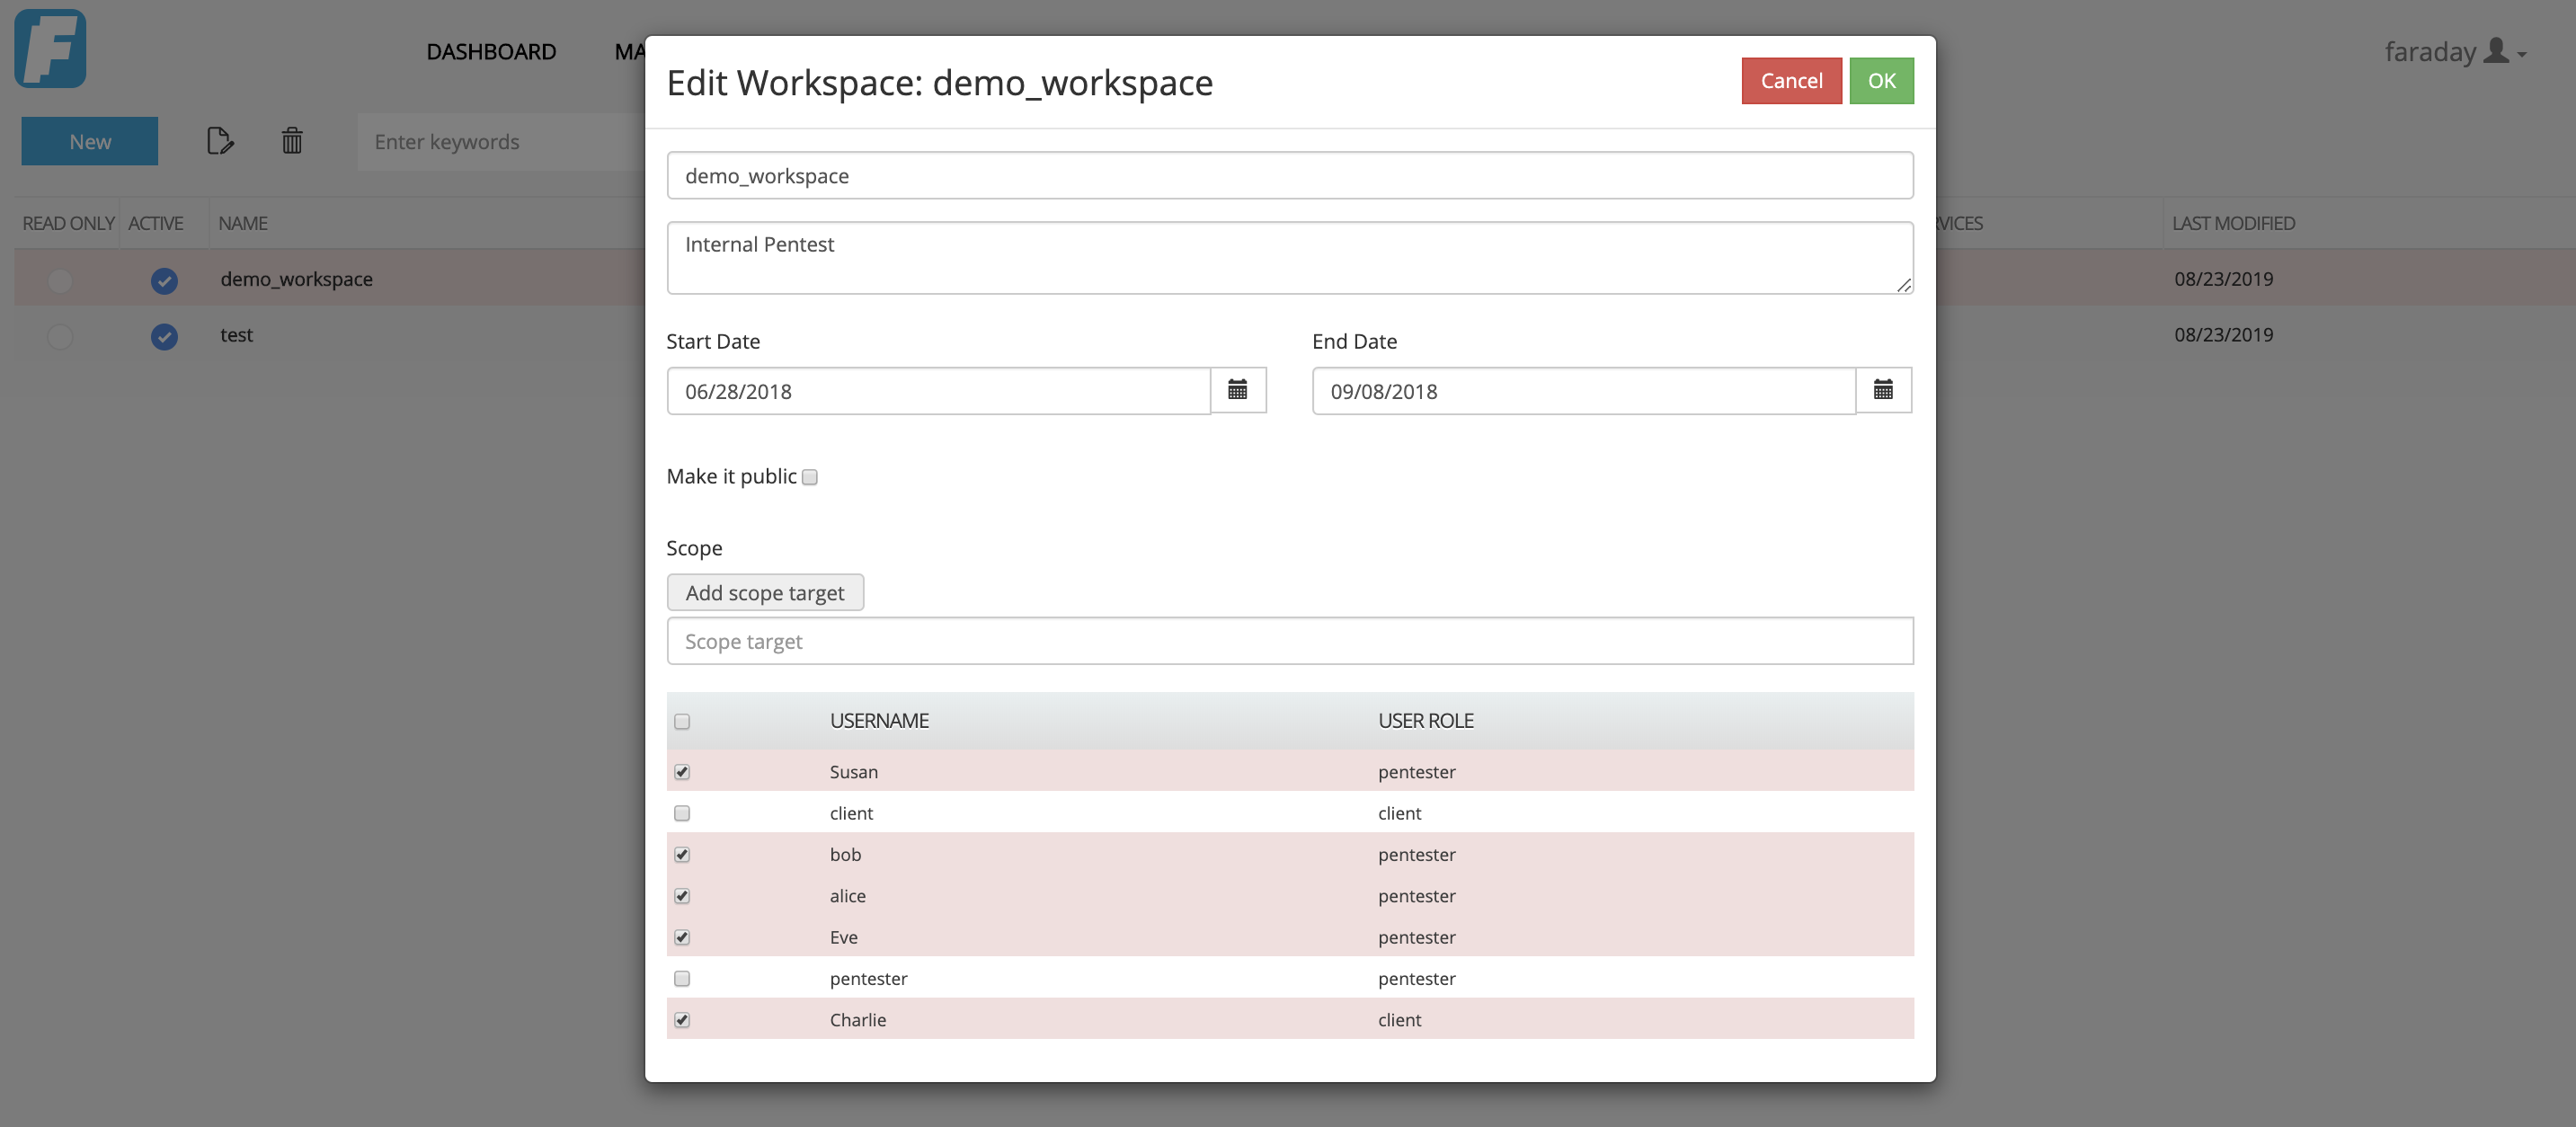 F
DASHBOARD
Edit Workspace: demo_workspace
Cancel
OK
faraday
New
Enter keywords
demo_workspace
READ ONLY ACTIVE NAME
LAST MODIFIED
Internal Pentest
demo_workspace
08/23/2019
test
08/23/2019
Start Date
End Date
06/28/2018
09/08/2018
Make it public
Scope
Add scope target
Scope target
USERNAME USER ROLE
Susan pentester
client client
bob pentester
alice pentester
Eve pentester
pentester pentester
Charlie client